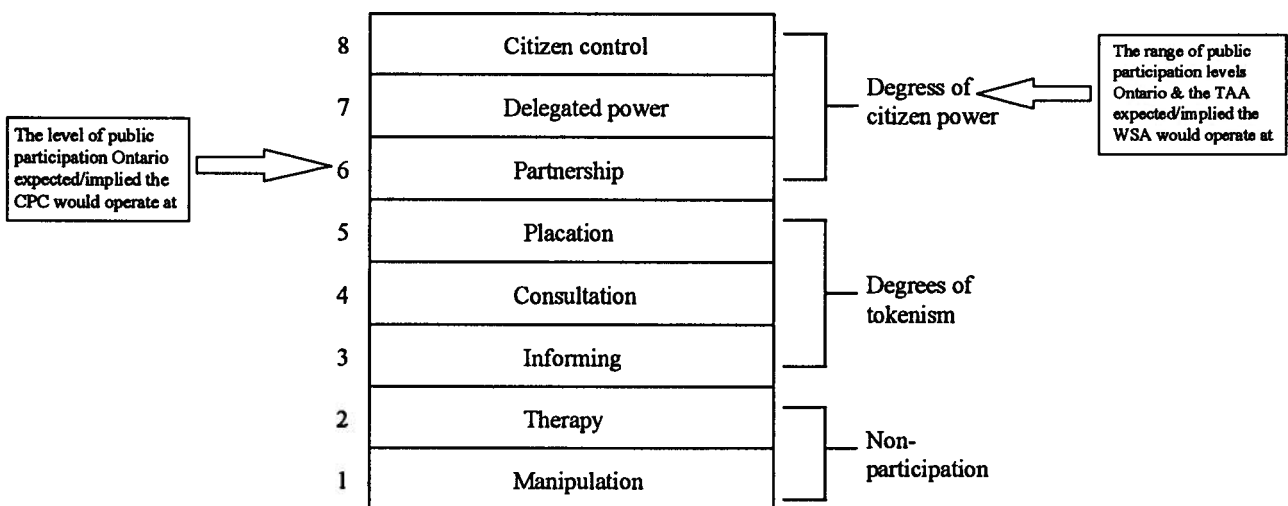 The level of public
participation Ontario
expected/implied the
CPC would operate at
8 Citizen control
7 Delegated power
6 Partnership
5 Placation
4 Consultation
3 Informing
2 Therapy
1 Manipulation
Degress of
citizen power
Degrees of
tokenism
Non-
participation
The range of public
participation levels
Ontario & the TAA
expected/implied the
WSA would operate at